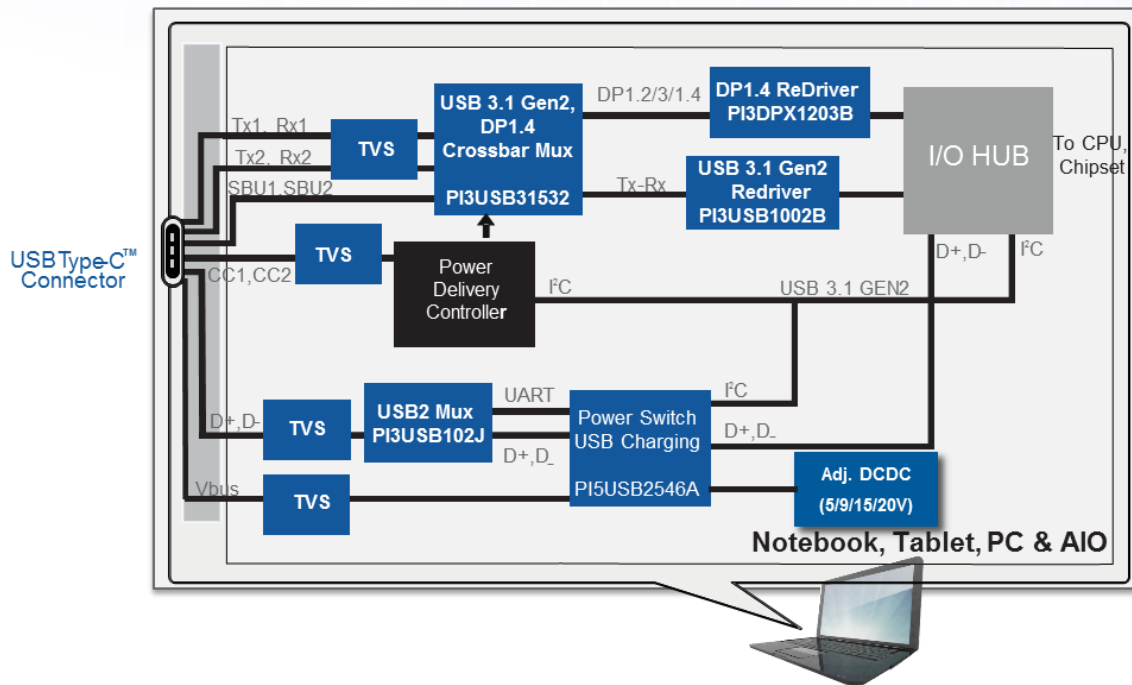 USB 3.1 Gen2,
DP1.4
Crossbar Mux
PI3USB31532
DP1.2/3/1.4
DP1.4 ReDriver
PI3DPX1203B
I/O HUB
To CPU,
Chipset
Tx1, Rx1
Tx2, Rx2
SBU1,SBU2
TVS
Tx-Rx
USB 3.1 Gen2
Redriver
PI3USB1002B
USB Type-C™
Connector
CC1,CC2
TVS
Power
Delivery
Controller
I²C
USB 3.1 GEN2
D+,D-
I²C
D+,D-
TVS
USB2 Mux
PI3USB102J
UART
D+,D_
Power Switch
USB Charging
PI5USB2546A
I²C
D+,D_
Vbus
TVS
Adj. DCDC
(5/9/15/20V)
Notebook, Tablet, PC & AIO